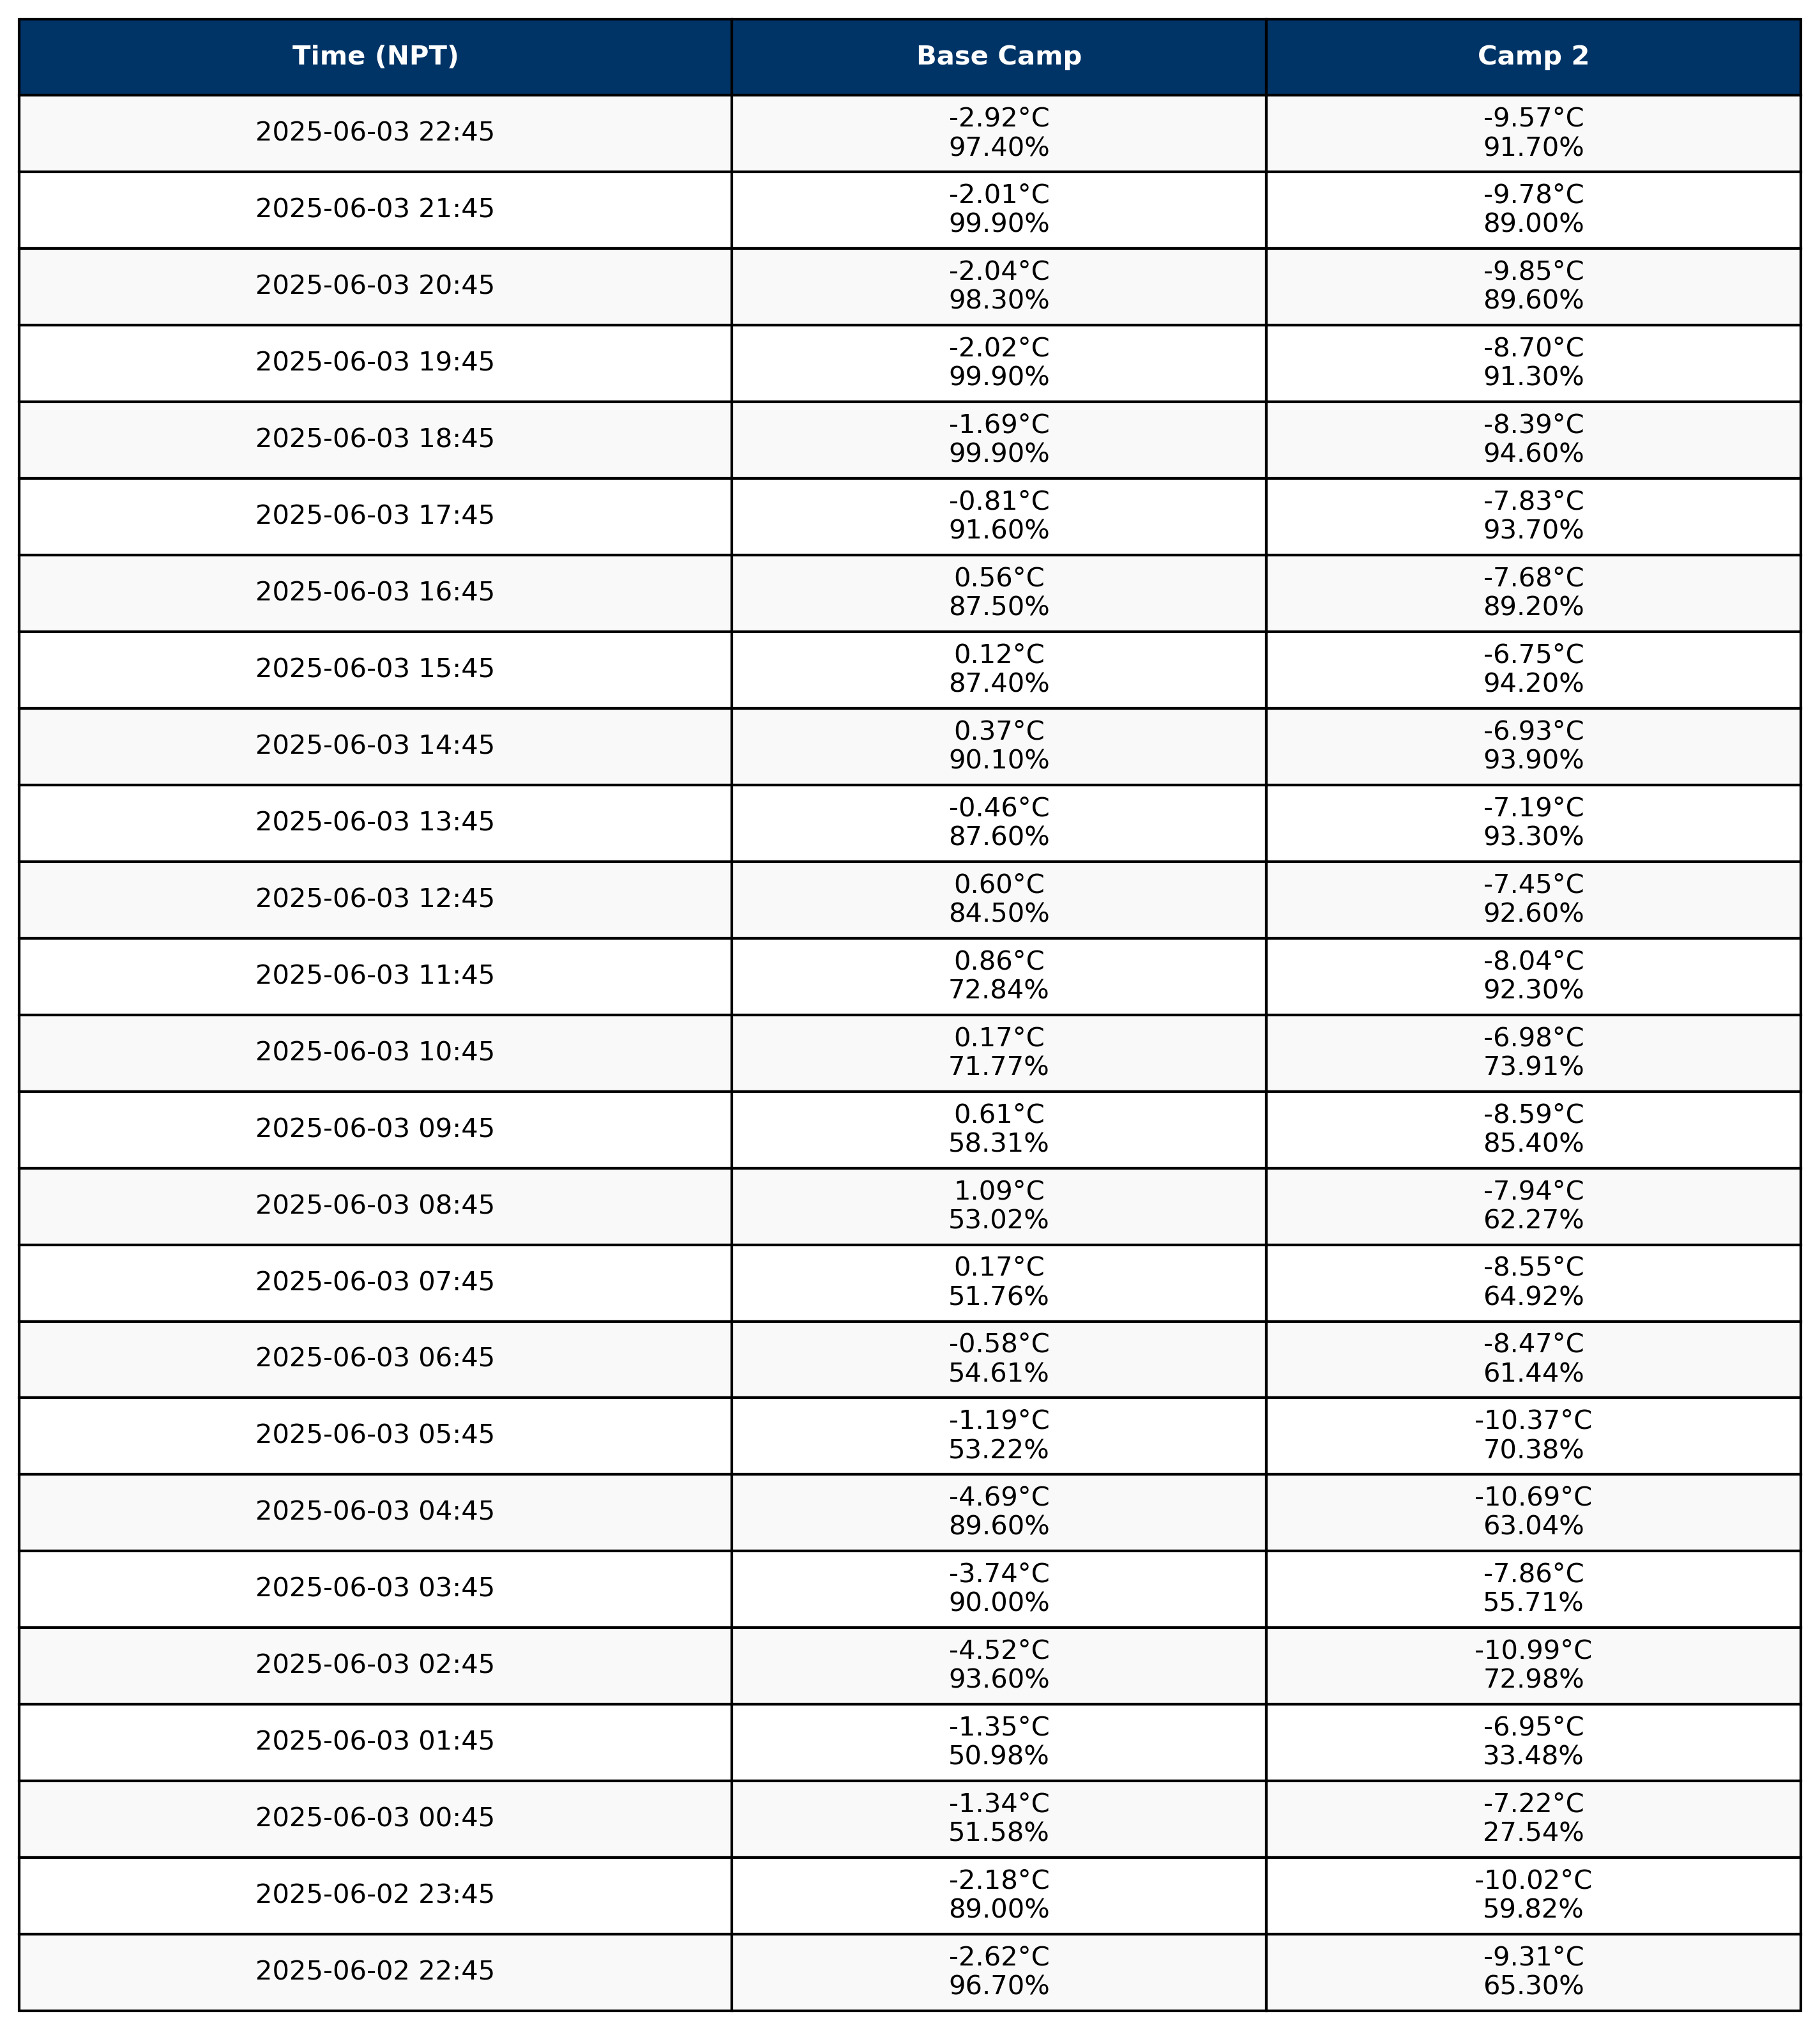 Time (NPT) Base Camp Camp 2
2025-06-03 22:45 -2.92°C -9.57°C
97.40% 91.70%
2025-06-03 21:45 -2.01°C -9.78°C
99.90% 89.00%
2025-06-03 20:45 -2.04°C -9.85°C
98.30% 89.60%
2025-06-03 19:45 -2.02°C -8.70°C
99.90% 91.30%
2025-06-03 18:45 -1.69°C -8.39°C
99.90% 94.60%
2025-06-03 17:45 -0.81°C -7.83°C
91.60% 93.70%
2025-06-03 16:45 0.56°C -7.68°C
87.50% 89.20%
2025-06-03 15:45 0.12°C -6.75°C
87.40% 94.20%
2025-06-03 14:45 0.37°C -6.93°C
90.10% 93.90%
2025-06-03 13:45 -0.46°C -7.19°C
87.60% 93.30%
2025-06-03 12:45 0.60°C -7.45°C
84.50% 92.60%
2025-06-03 11:45 0.86°C -8.04°C
72.84% 92.30%
2025-06-03 10:45 0.17°C -6.98°C
71.77% 73.91%
2025-06-03 09:45 0.61°C -8.59°C
58.31% 85.40%
2025-06-03 08:45 1.09°C -7.94°C
53.02% 62.27%
2025-06-03 07:45 0.17°C -8.55°C
51.76% 64.92%
2025-06-03 06:45 -0.58°C -8.47°C
54.61% 61.44%
2025-06-03 05:45 -1.19°C -10.37°C
53.22% 70.38%
2025-06-03 04:45 -4.69°C -10.69°C
89.60% 63.04%
2025-06-03 03:45 -3.74°C -7.86°C
90.00% 55.71%
2025-06-03 02:45 -4.52°C -10.99°C
93.60% 72.98%
2025-06-03 01:45 -1.35°C -6.95°C
50.98% 33.48%
2025-06-03 00:45 -1.34°C -7.22°C
51.58% 27.54%
2025-06-02 23:45 -2.18°C -10.02°C
89.00% 59.82%
2025-06-02 22:45 -2.62°C -9.31°C
96.70% 65.30%